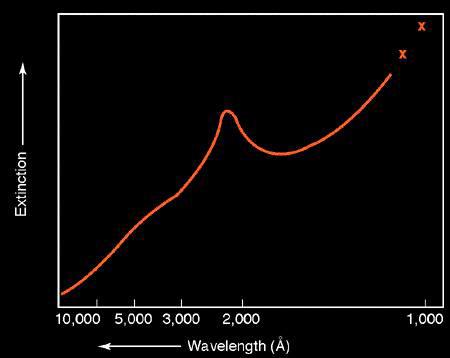 x
x
Extinction
10,000 5,000 3,000 2,000 1,000
Wavelength (Å)